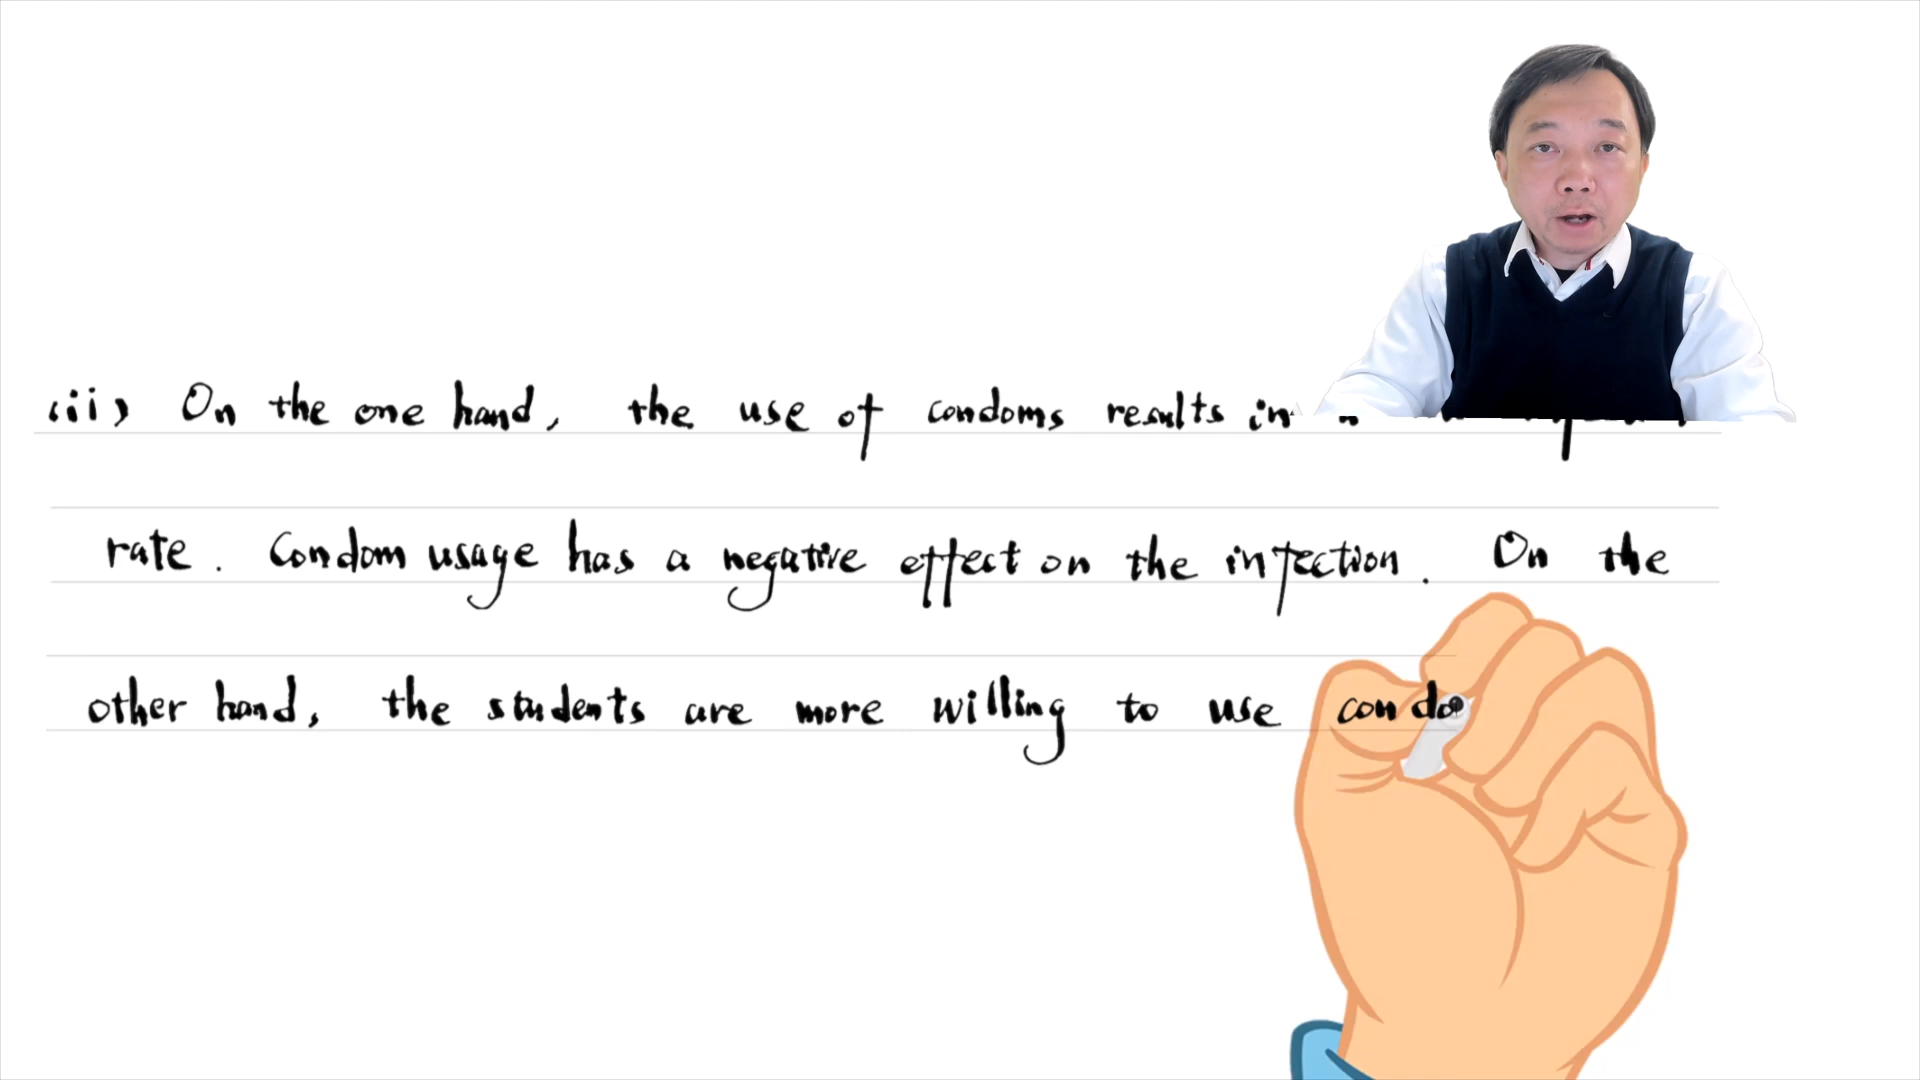 (ii) On the one hand, the use of condoms results in
rate. Condom usage has a negative effect on the infection. On the
other hand, the students are more willing to use condo